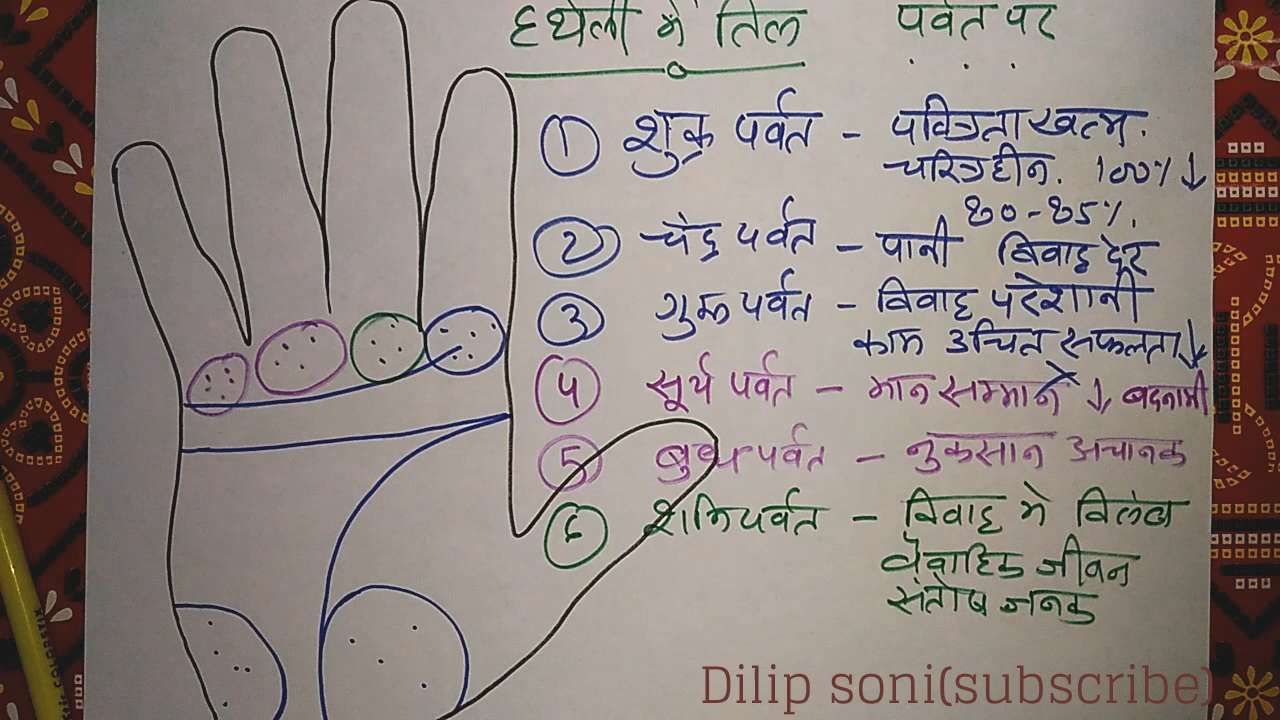 हथेली में तिल पर्वत पर
① शुक्र पर्वत - पवित्रता खत्म.
चरित्रहीन. 100% ↓
② चंद्र पर्वत - पानी १०-१५%. विवाह देर
③ गुरू पर्वत - विवाह परेशानी
काम उचित सफलता ↓
④ सूर्य पर्वत - मान सम्मान ↓ बदनामी
⑤ बुध पर्वत - नुकसान अचानक
⑥ शनि पर्वत - विवाह मे विलंब
वैवाहिक जीवन
संतोष जनक
Dilip soni(subscribe)